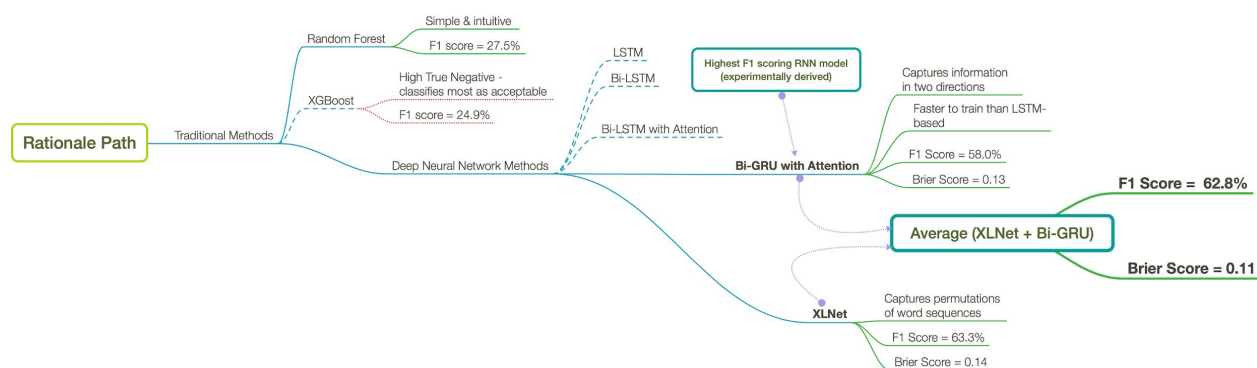 Rationale Path
Traditional Methods
Random Forest
Simple & intuitive
F1 score = 27.5%
XGBoost
High True Negative -
classifies most as acceptable
F1 score = 24.9%
Deep Neural Network Methods
LSTM
Bi-LSTM
Bi-LSTM with Attention
Highest F1 scoring RNN model
(experimentally derived)
Bi-GRU with Attention
Captures information
in two directions
Faster to train than LSTM-
based
F1 Score = 58.0%
Brier Score = 0.13
XLNet
Captures permutations
of word sequences
F1 Score = 63.3%
Brier Score = 0.14
Average (XLNet + Bi-GRU)
F1 Score = 62.8%
Brier Score = 0.11